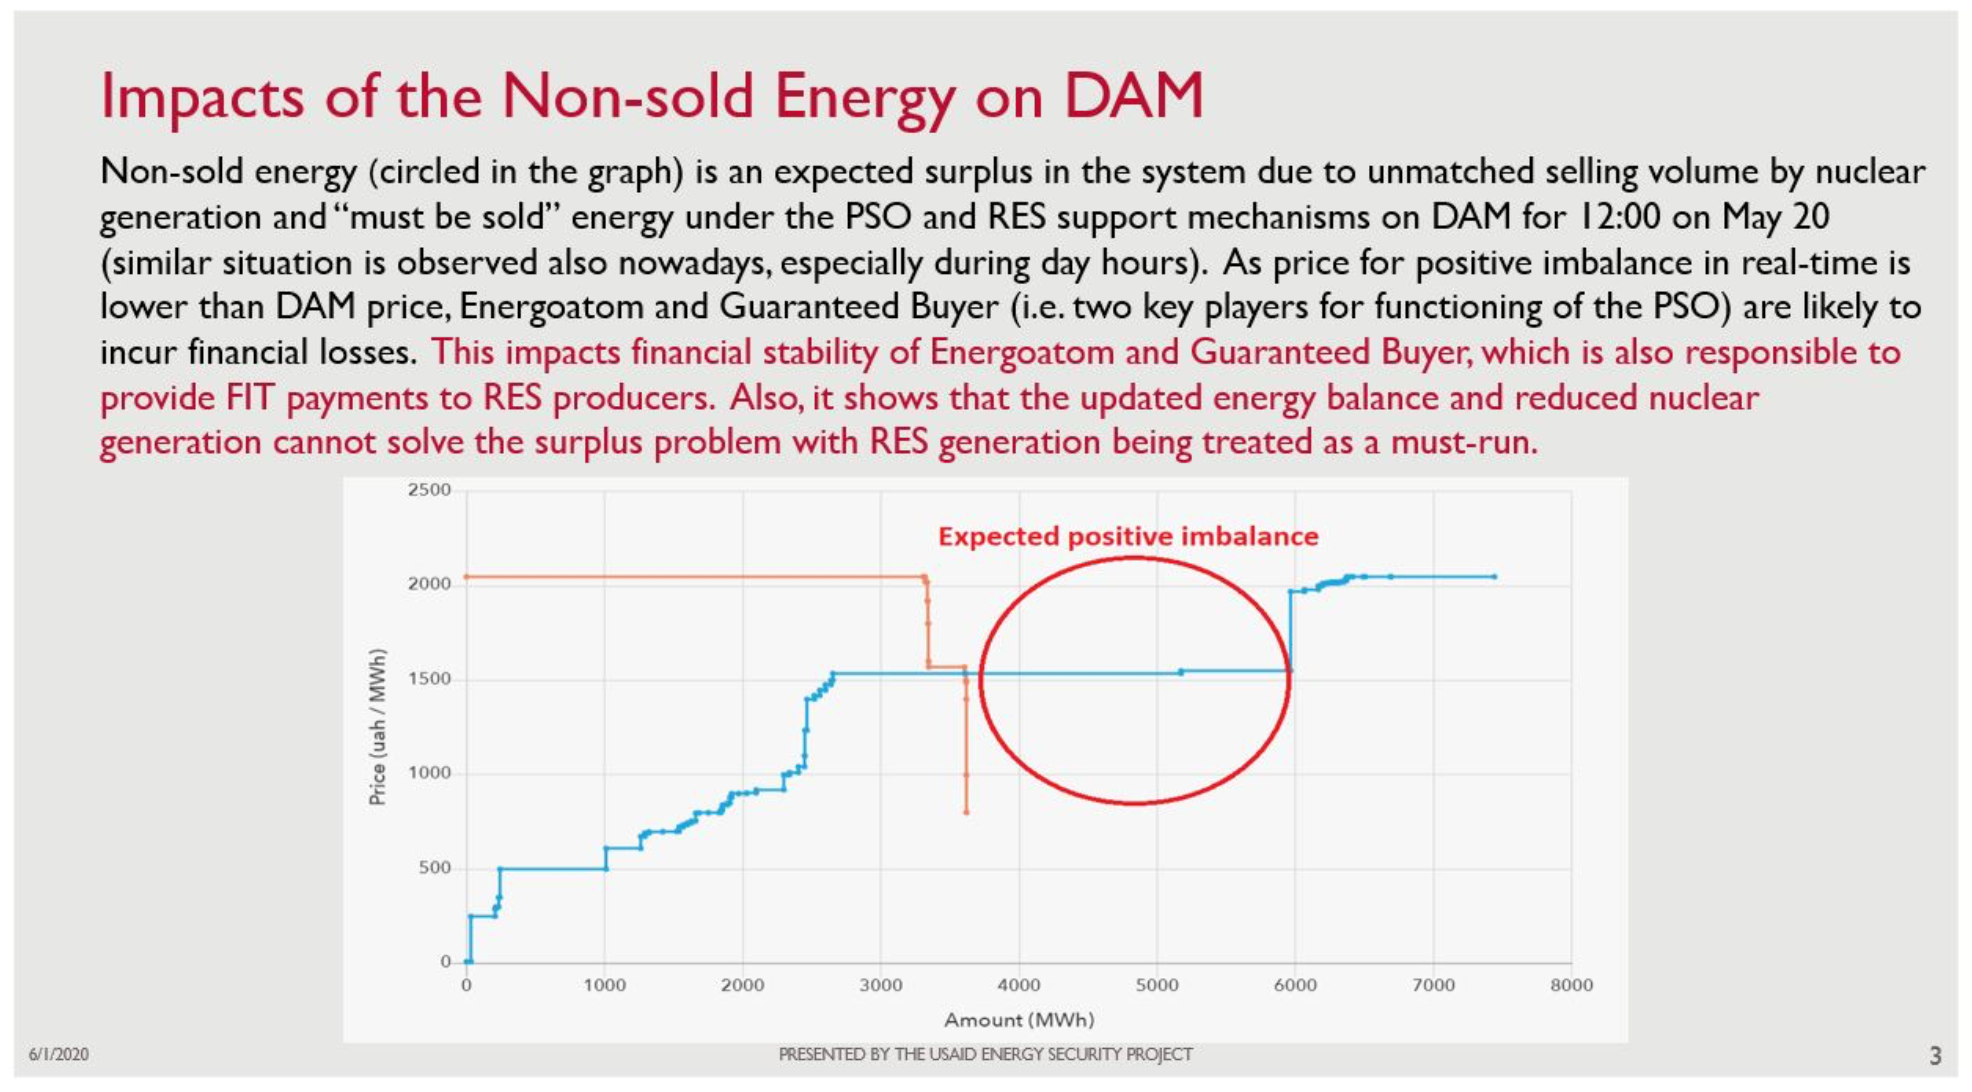 Impacts of the Non-sold Energy on DAM
Non-sold energy (circled in the graph) is an expected surplus in the system due to unmatched selling volume by nuclear
generation and “must be sold” energy under the PSO and RES support mechanisms on DAM for 12:00 on May 20
(similar situation is observed also nowadays, especially during day hours). As price for positive imbalance in real-time is
lower than DAM price, Energoatom and Guaranteed Buyer (i.e. two key players for functioning of the PSO) are likely to
incur financial losses. This impacts financial stability of Energoatom and Guaranteed Buyer, which is also responsible to
provide FIT payments to RES producers. Also, it shows that the updated energy balance and reduced nuclear
generation cannot solve the surplus problem with RES generation being treated as a must-run.
2500
Expected positive imbalance
2000
1500
Price (uah / MWh)
1000
500
0
0 1000 2000 3000 4000 5000 6000 7000 8000
Amount (MWh)
6/1/2020 PRESENTED BY THE USAID ENERGY SECURITY PROJECT 3